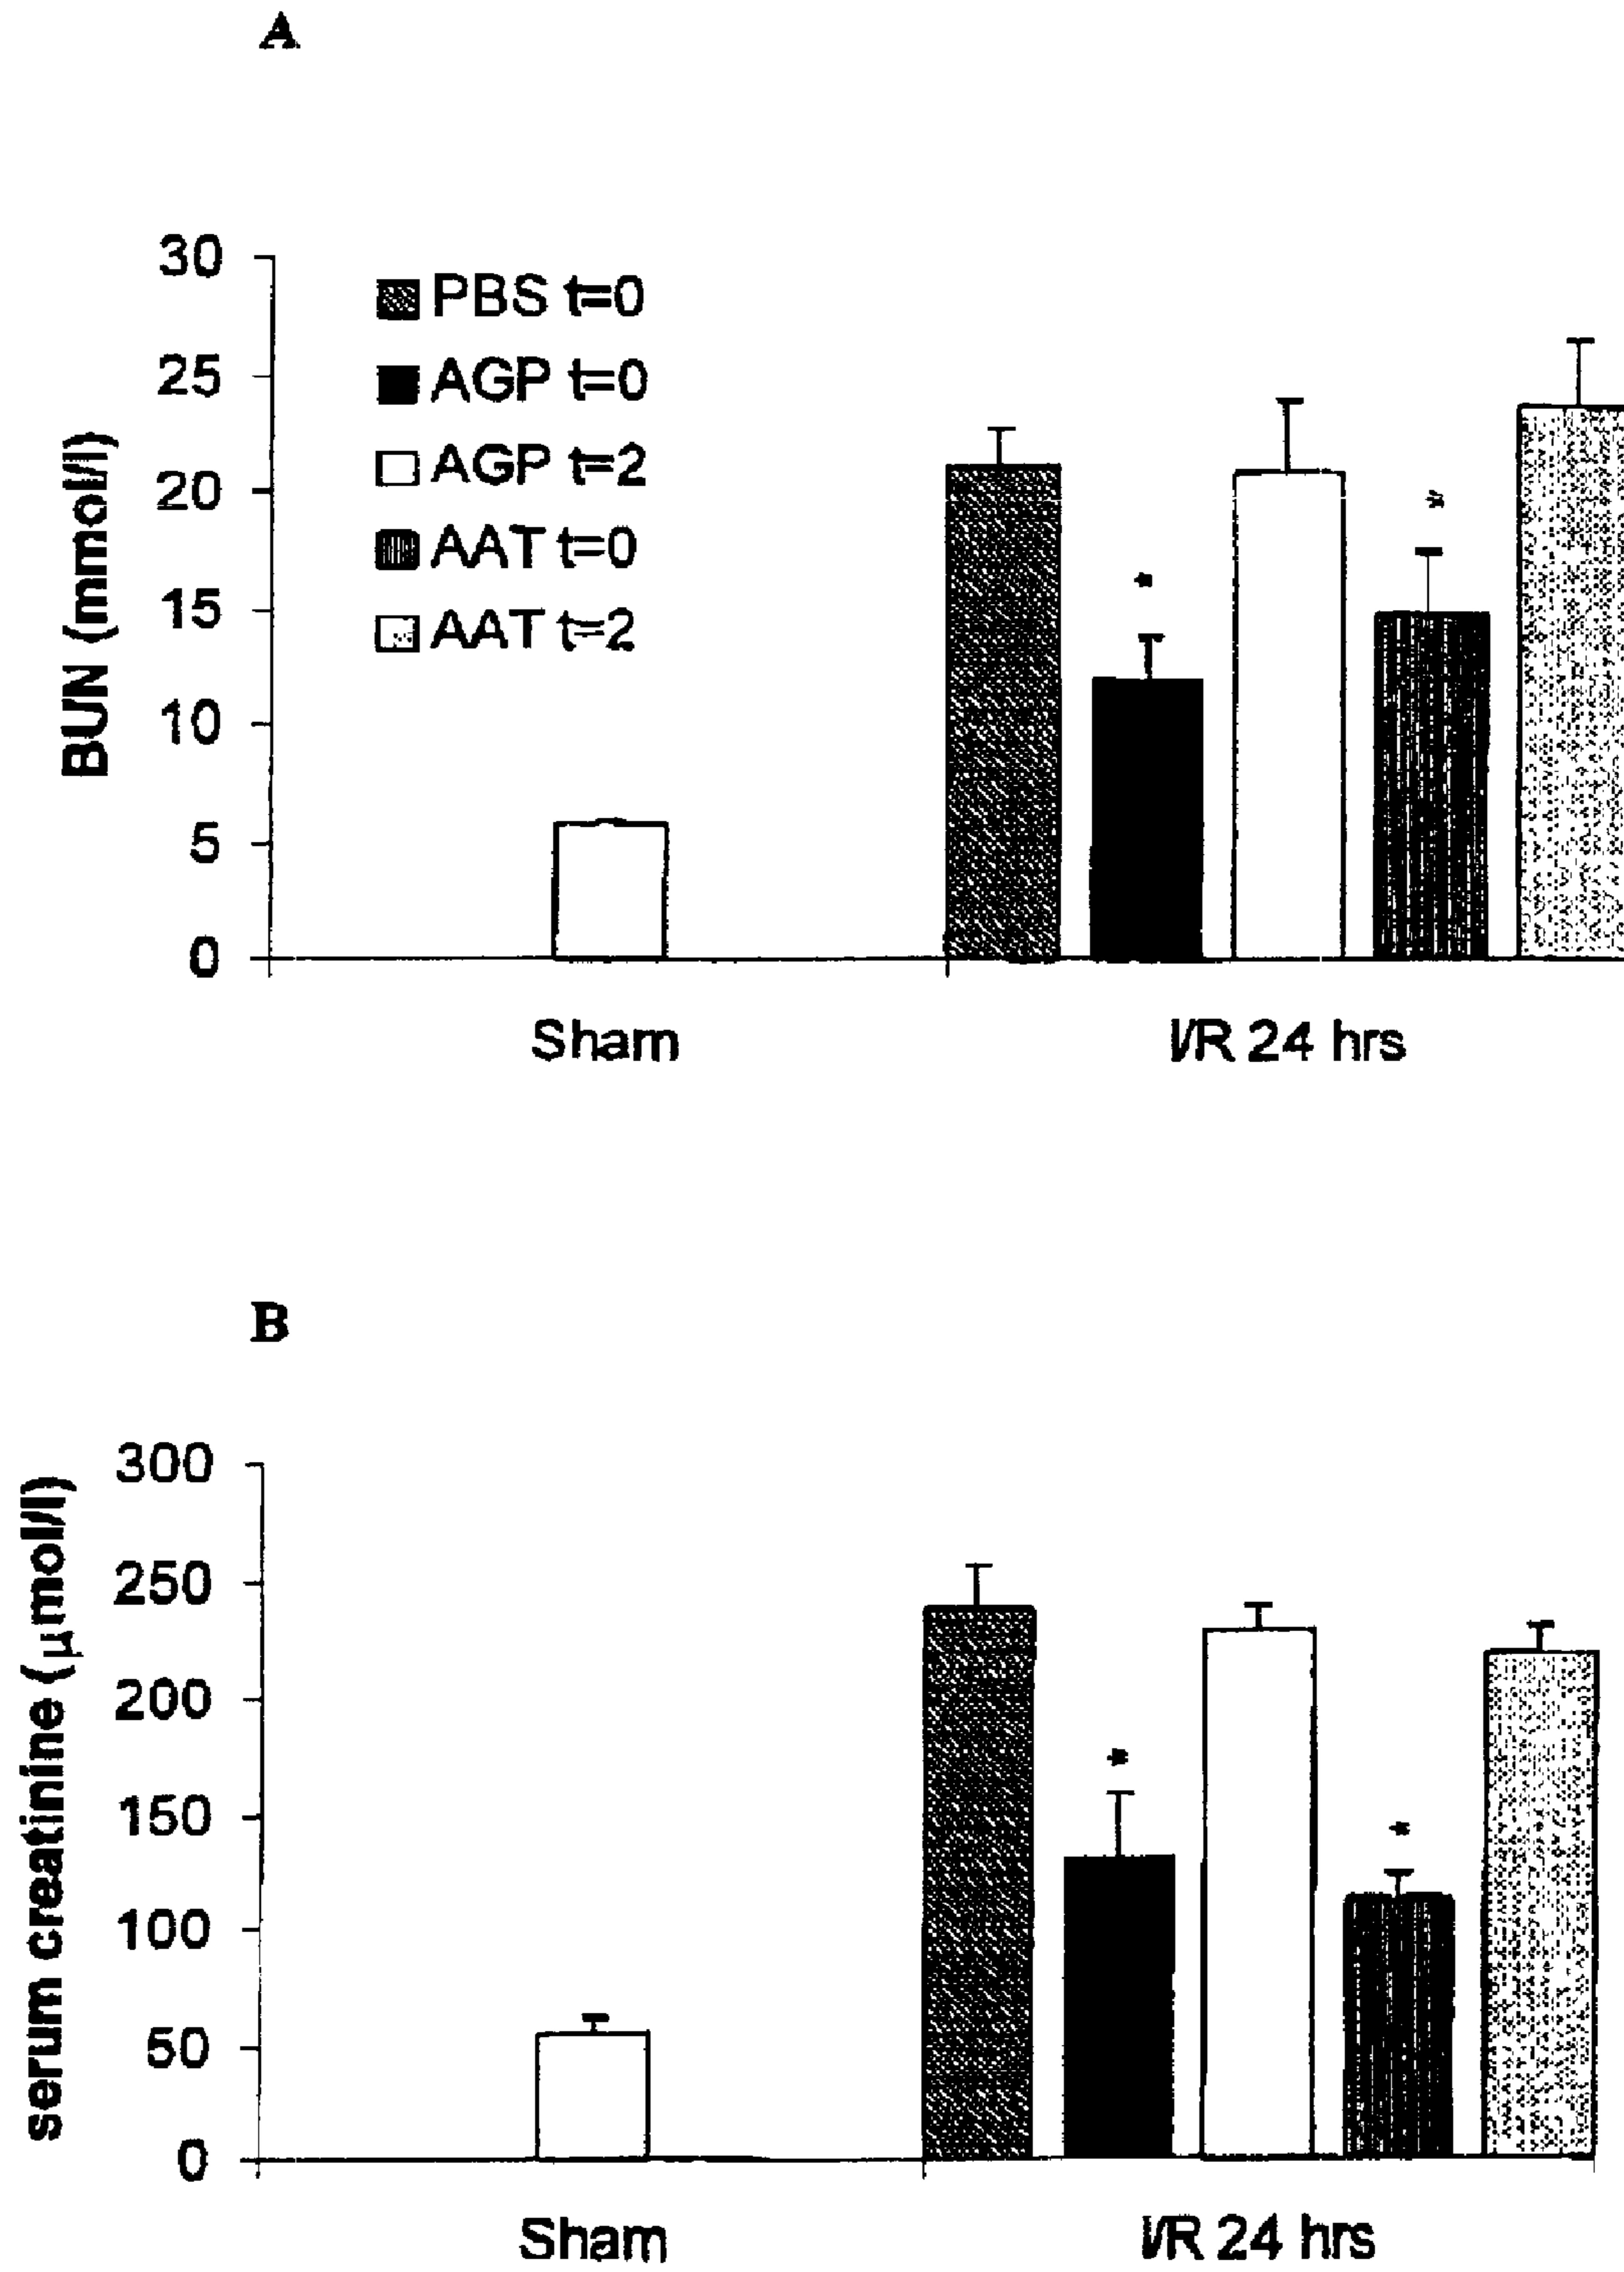 A
30
25
20
15
10
5
0
BUN (mmol/l)
PBS t=0
AGP t=0
AGP t=2
AAT t=0
AAT t=2
*
*
Sham
I/R 24 hrs
B
300
250
200
150
100
50
0
serum creatinine (μmol/l)
*
*
Sham
I/R 24 hrs